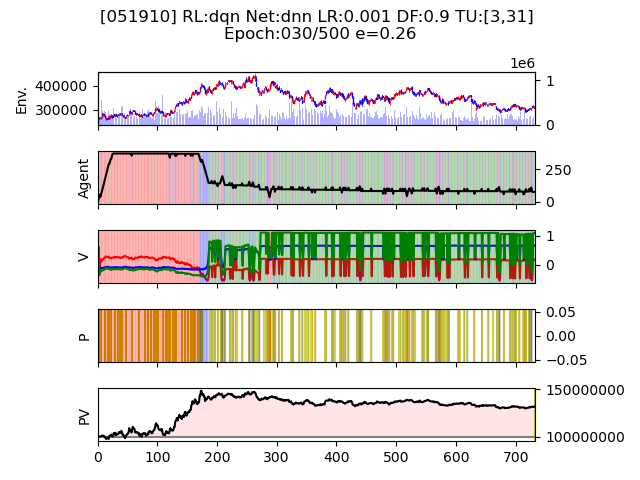 [051910] RL:dqn Net:dnn LR:0.001 DF:0.9 TU:[3,31]
Epoch:030/500 e=0.26
1e6
Env.
400000
300000
1
0
Agent
250
0
V
1
0
P
0.05
0.00
−0.05
PV
150000000
100000000
0 100 200 300 400 500 600 700